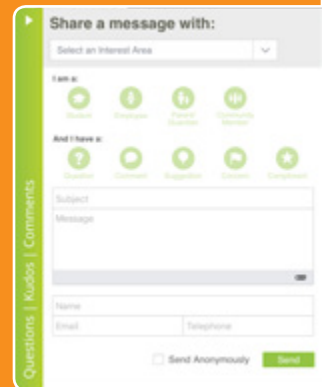 Share a message with:
Select an Interest Area
I am a:
Student Employee Parent/ Community
Guardian Member
And I have a:
Question Comment Suggestion Concern Compliment
Subject
Message
Name
Email Telephone
Send Anonymously Send
Questions | Kudos | Comments